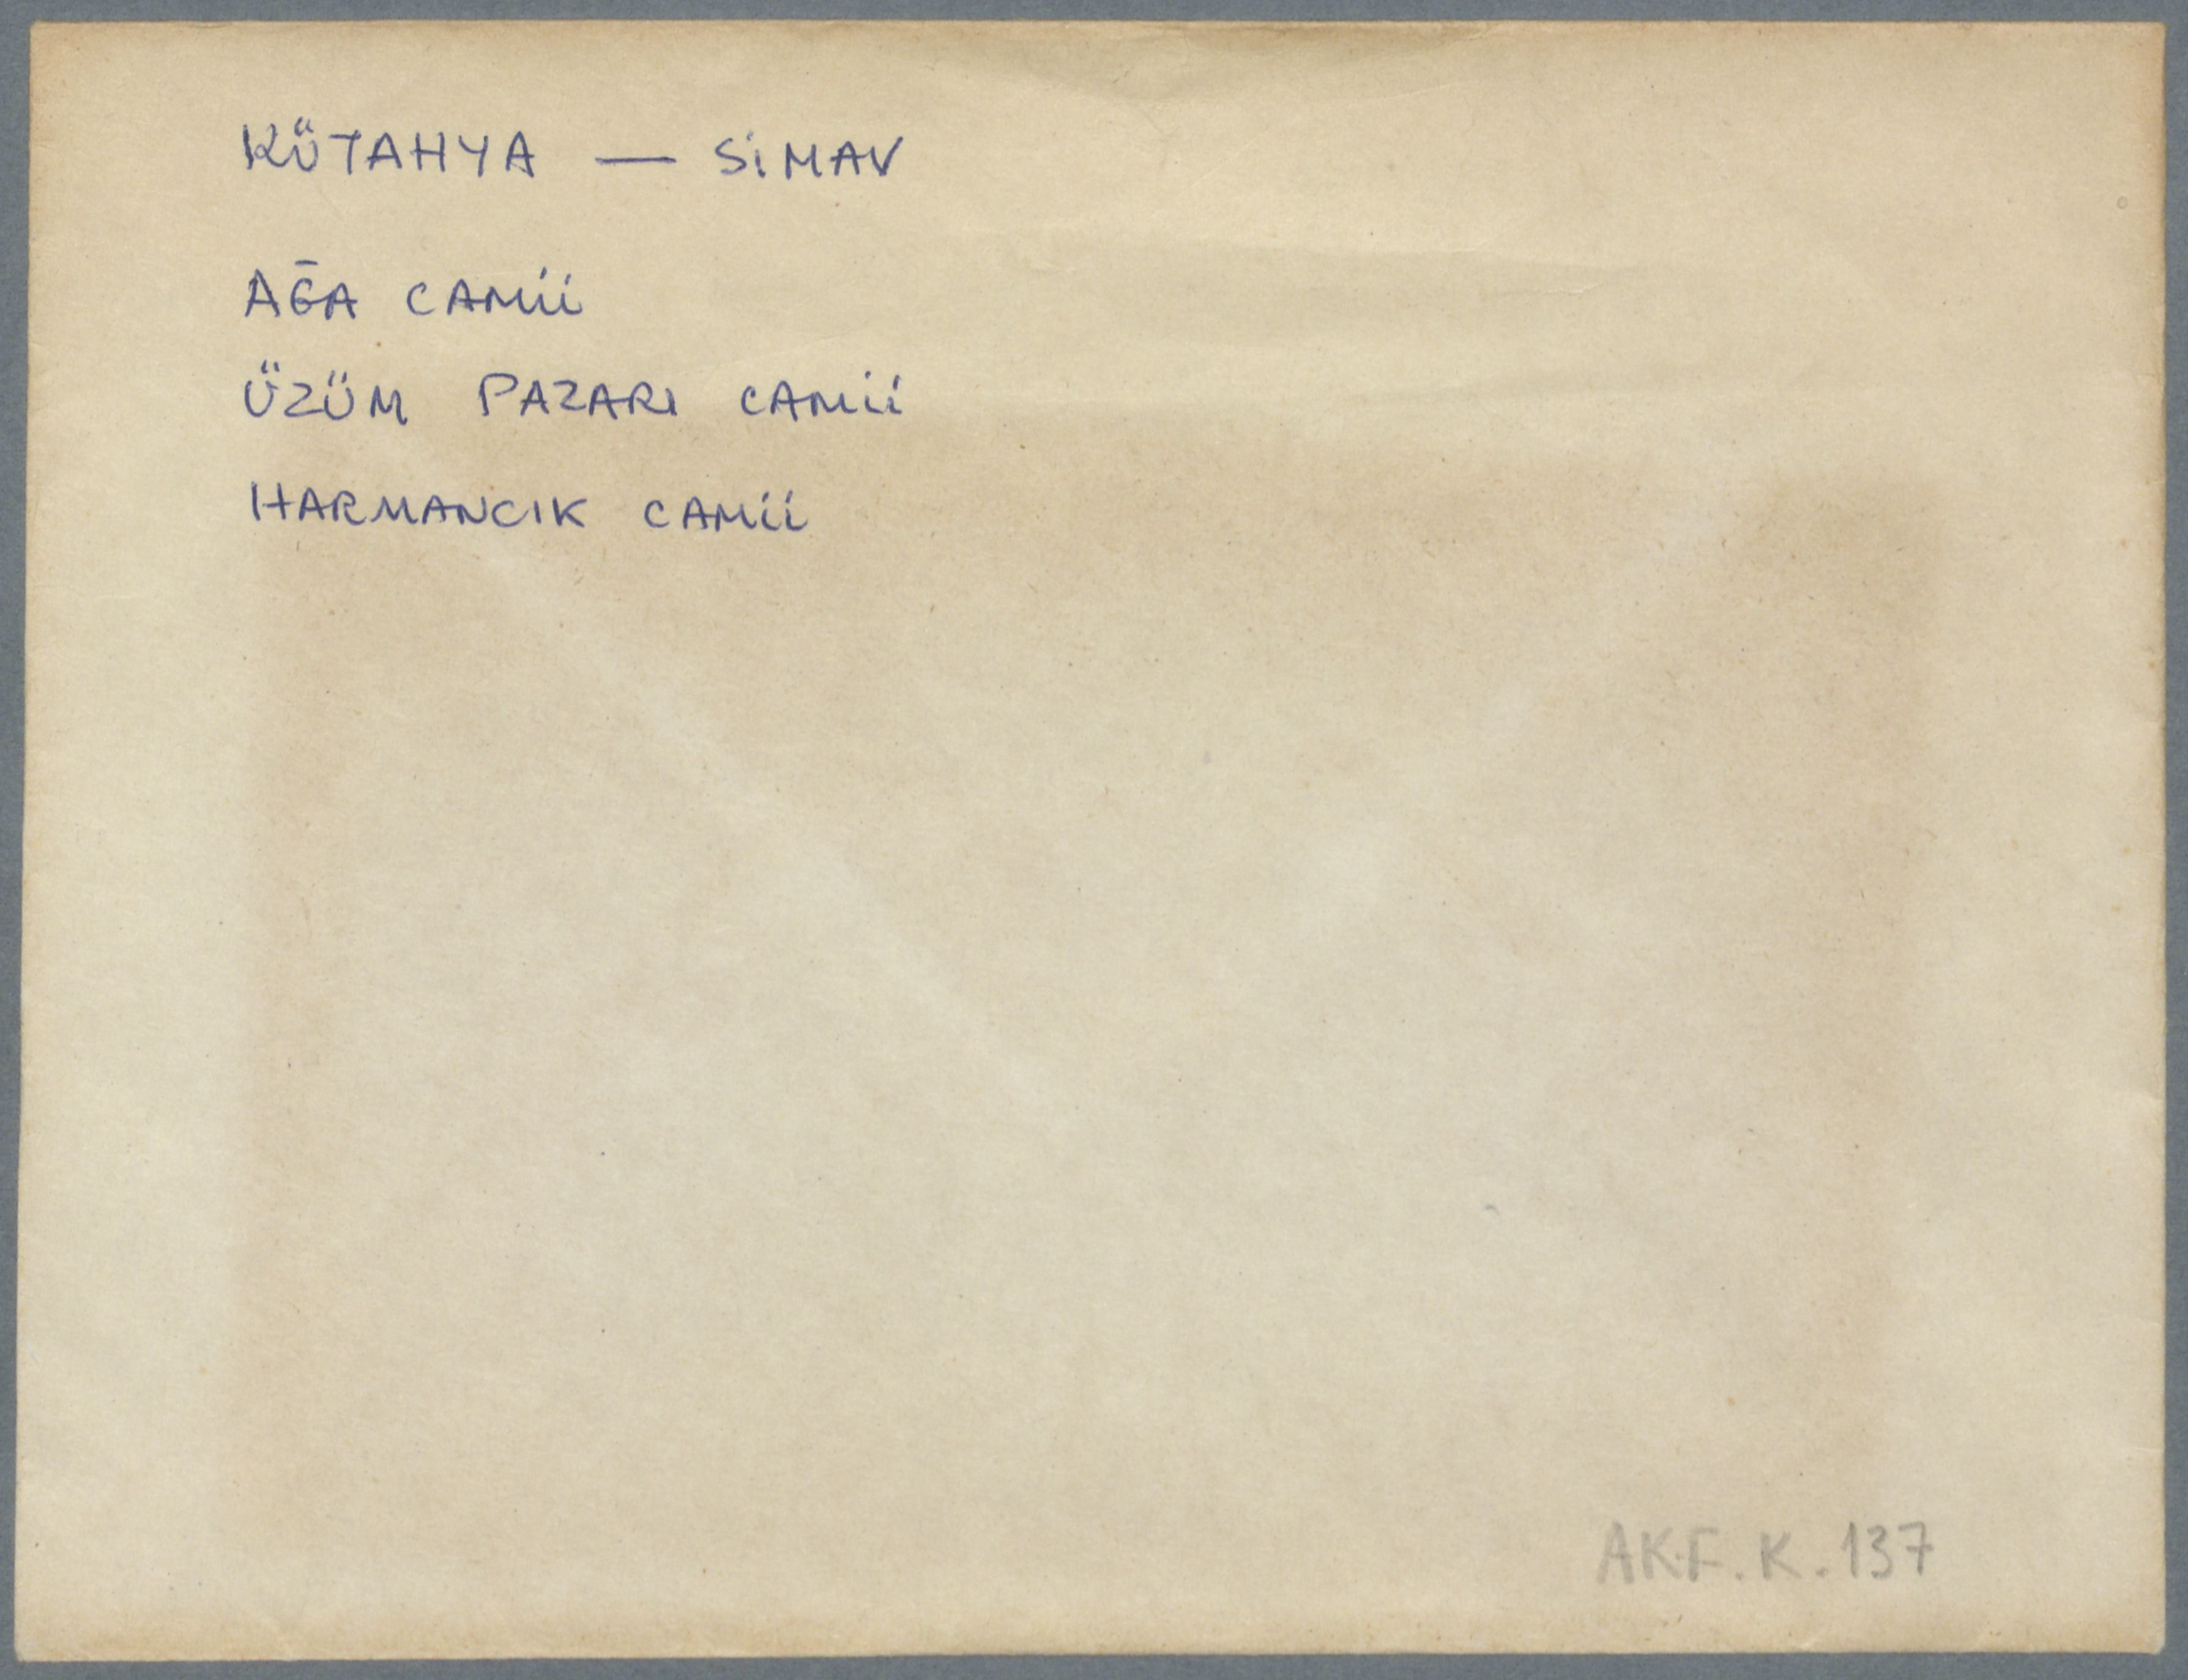 KÜTAHYA — SİMAV
AĞA CAMİİ
ÜZÜM PAZARI CAMİİ
HARMANCIK CAMİİ
AKF. K. 137